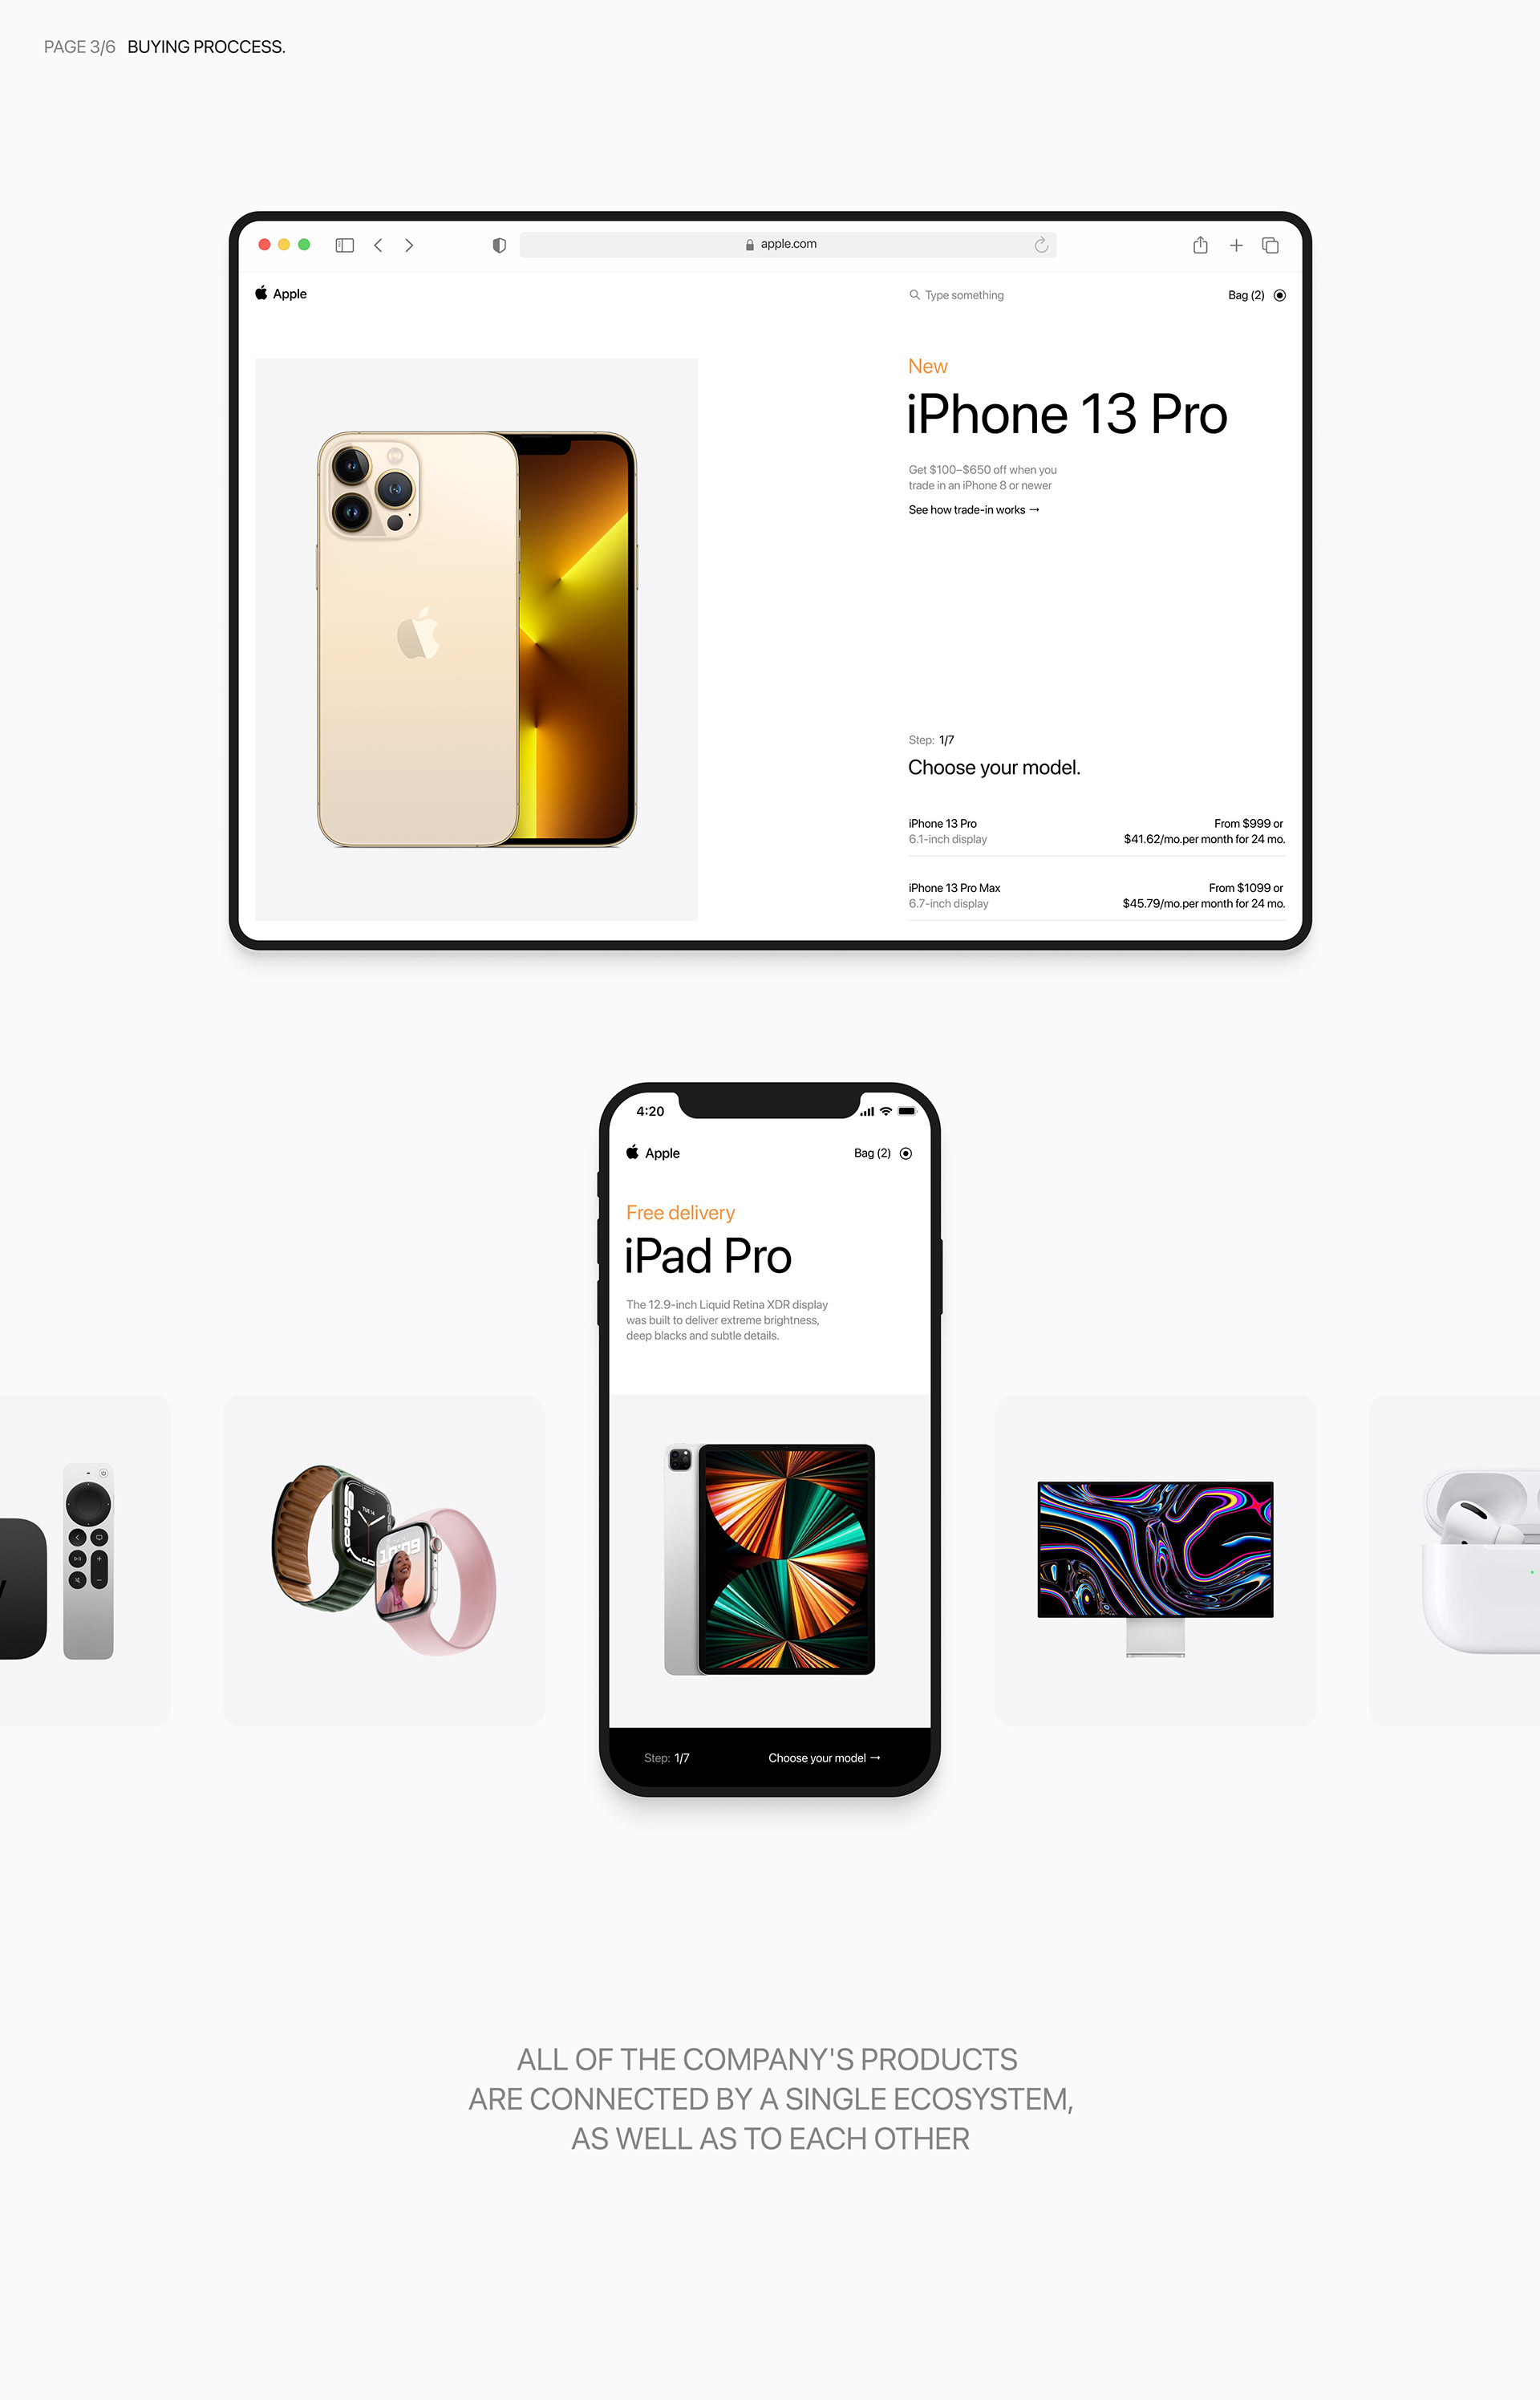 PAGE 3/6 BUYING PROCCESS.
apple.com
Apple
Type something
Bag (2)
New
iPhone 13 Pro
Get $100–$650 off when you
trade in an iPhone 8 or newer
See how trade-in works →
Step: 1/7
Choose your model.
iPhone 13 Pro
From $999 or
6.1-inch display
$41.62/mo.per month for 24 mo.
iPhone 13 Pro Max
From $1099 or
6.7-inch display
$45.79/mo.per month for 24 mo.
4:20
Apple
Bag (2)
Free delivery
iPad Pro
The 12.9-inch Liquid Retina XDR display
was built to deliver extreme brightness,
deep blacks and subtle details.
TUE 14
10:09
Step: 1/7
Choose your model →
ALL OF THE COMPANY'S PRODUCTS
ARE CONNECTED BY A SINGLE ECOSYSTEM,
AS WELL AS TO EACH OTHER